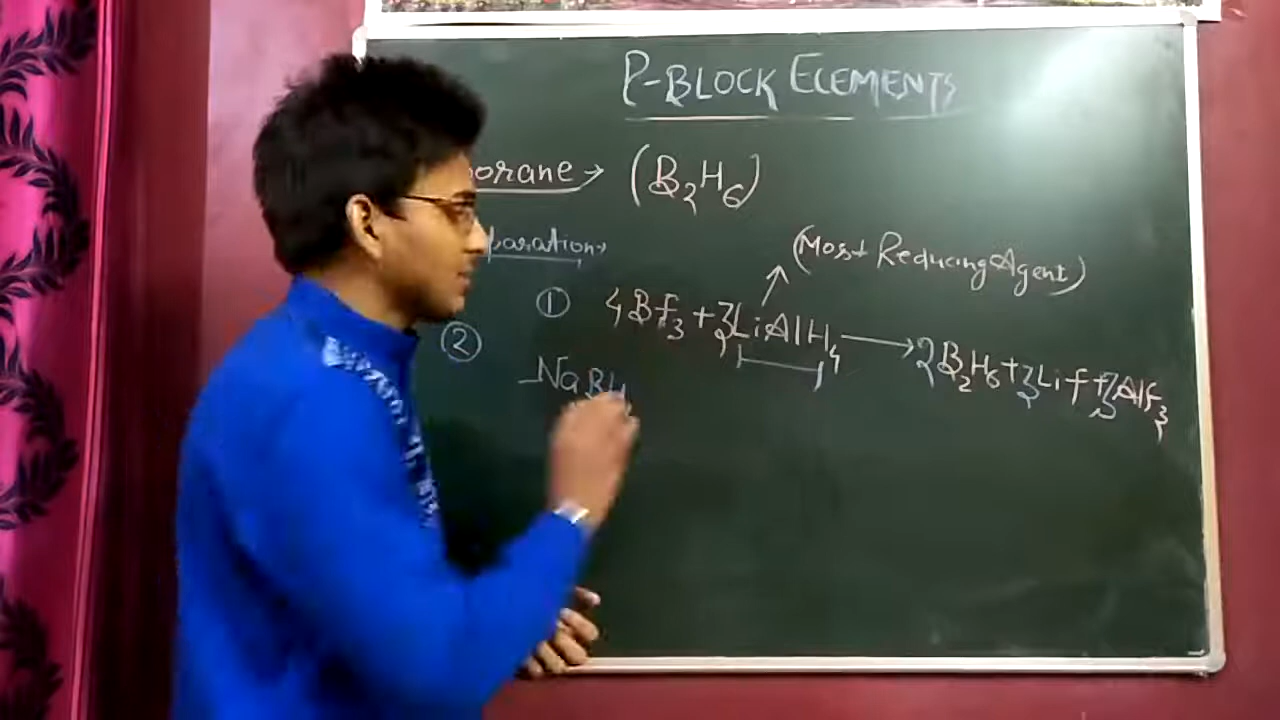 P-BLOCK ELEMENTS
orane → (B₂H₆)
paration,
(Most Reducing Agent)
① 4Bf₃ + 3LiAlH₄ → 2B₂H₆ + 3Lif + 3Alf₃
② NaBH